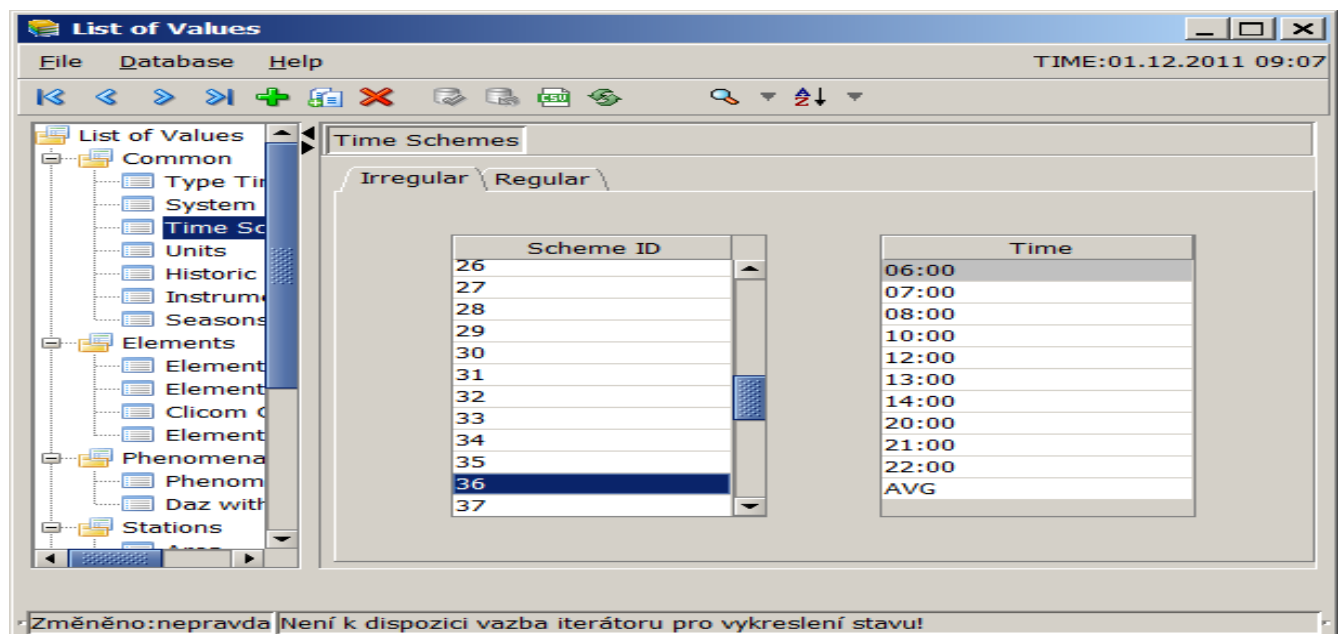 List of Values
File Database Help TIME:01.12.2011 09:07
csv
A
Z
List of Values
Common
Type Tir
System
Time Sc
Units
Historic
Instrum
Seasons
Elements
Element
Element
Clicom
Element
Phenomena
Phenom
Daz with
Stations
Time Schemes
Irregular Regular
Scheme ID
26
27
28
29
30
31
32
33
34
35
36
37
Time
06:00
07:00
08:00
10:00
12:00
13:00
14:00
20:00
21:00
22:00
AVG
Změněno:nepravda Není k dispozici vazba iterátoru pro vykreslení stavu!